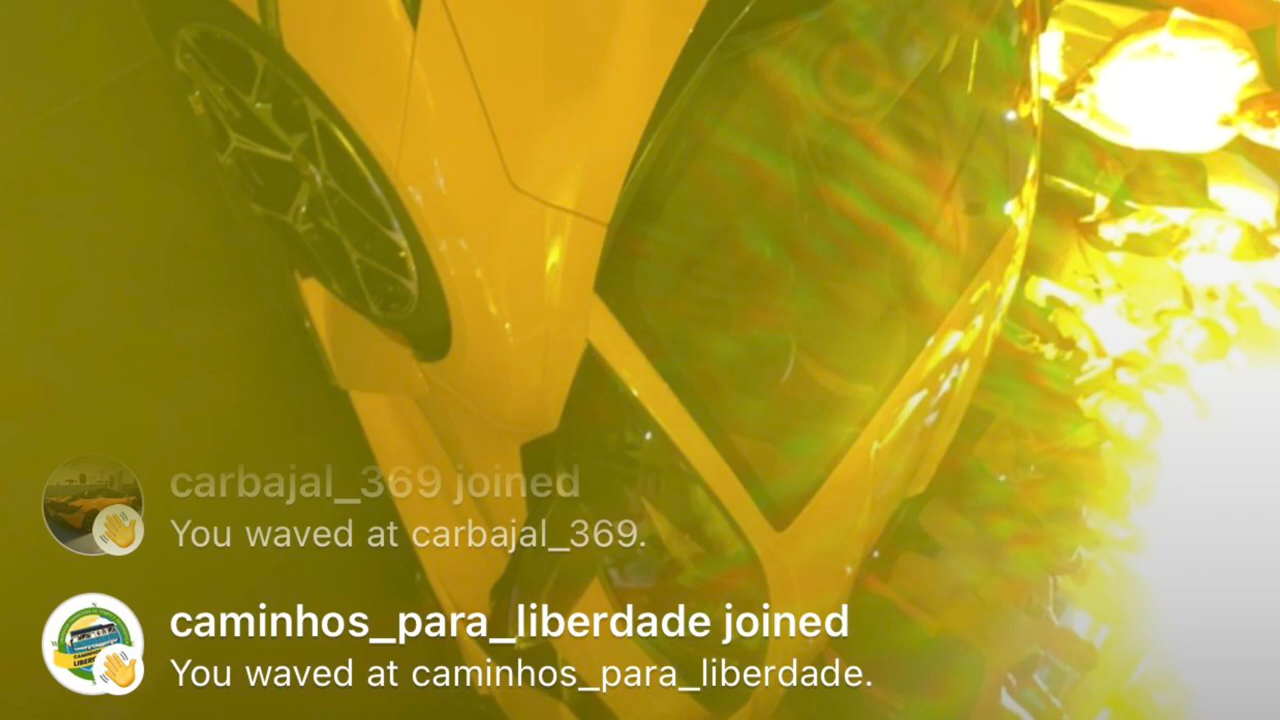 carbajal_369 joined
You waved at carbajal_369.
caminhos_para_liberdade joined
You waved at caminhos_para_liberdade.